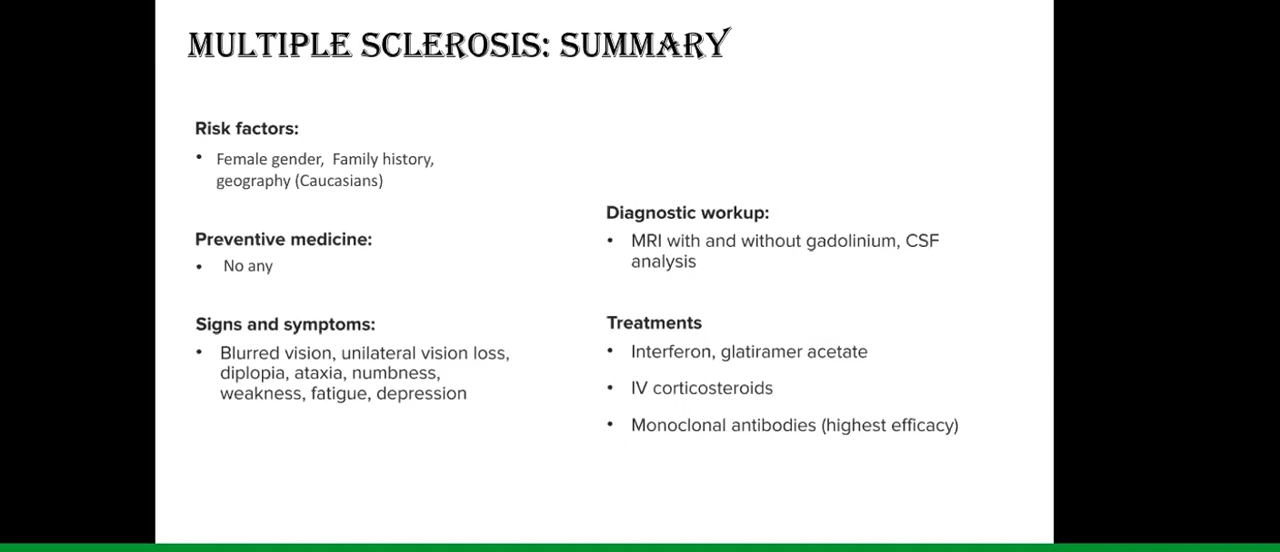 MULTIPLE SCLEROSIS: SUMMARY
Risk factors:
• Female gender, Family history,
geography (Caucasians)
Preventive medicine:
• No any
Signs and symptoms:
• Blurred vision, unilateral vision loss,
diplopia, ataxia, numbness,
weakness, fatigue, depression
Diagnostic workup:
• MRI with and without gadolinium, CSF
analysis
Treatments
• Interferon, glatiramer acetate
• IV corticosteroids
• Monoclonal antibodies (highest efficacy)